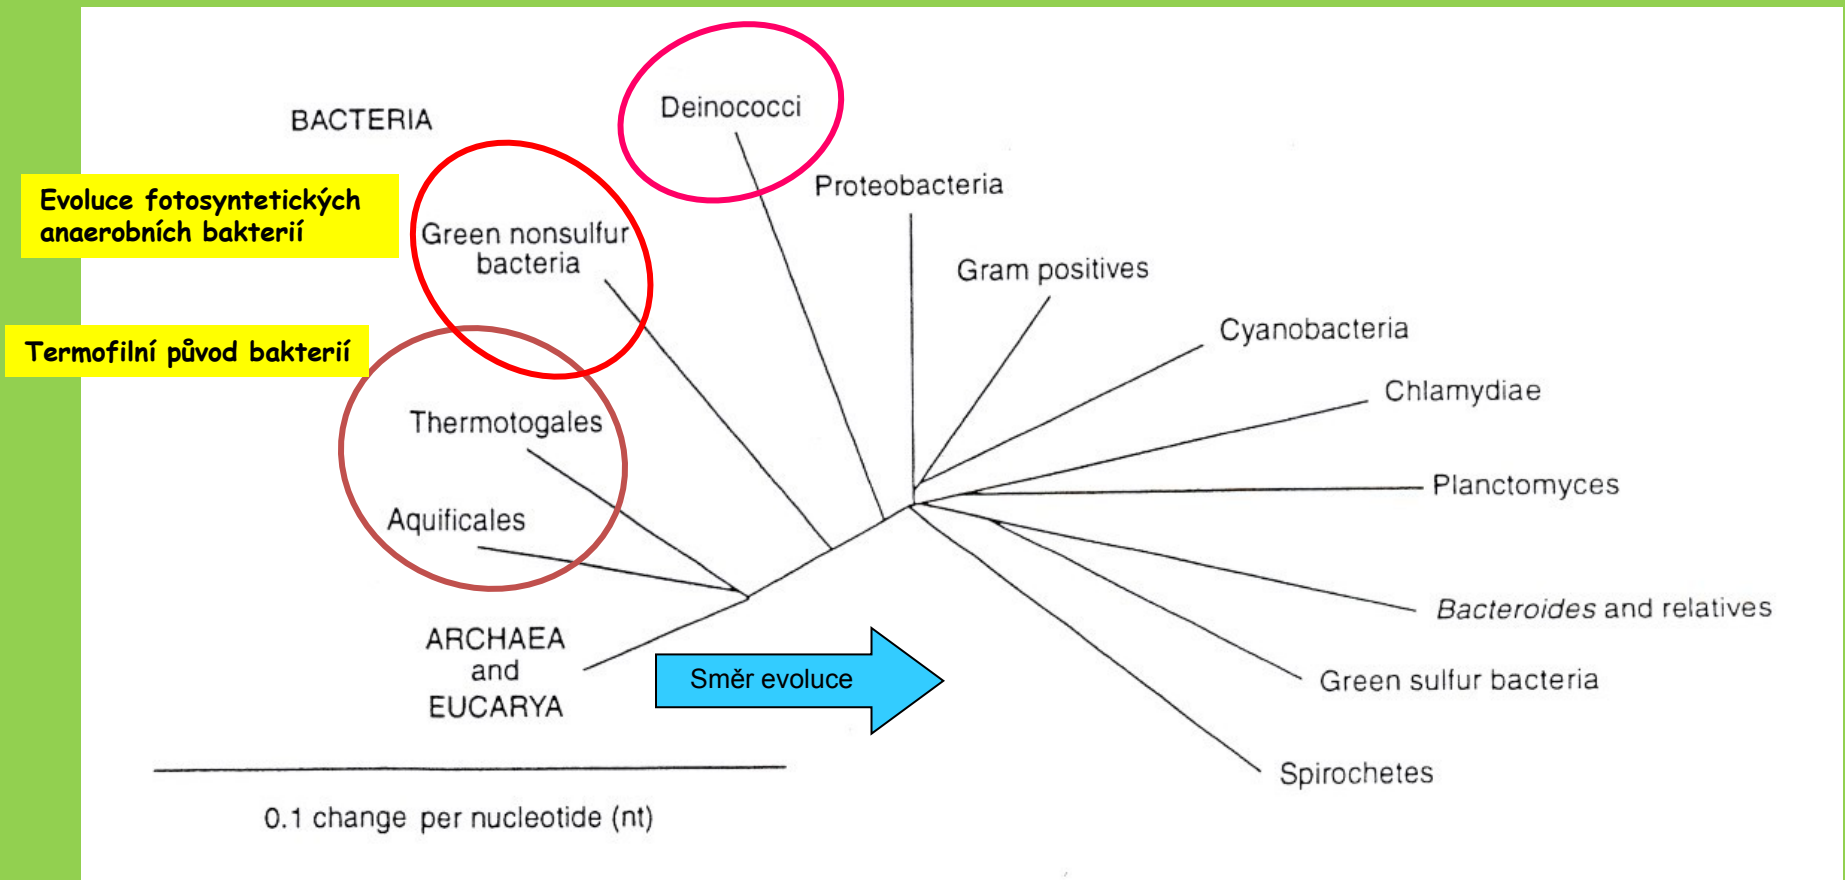 BACTERIA
Deinococci
Proteobacteria
Evoluce fotosyntetických
anaerobních bakterií
Green nonsulfur
bacteria
Gram positives
Cyanobacteria
Termofilní původ bakterií
Chlamydiae
Thermotogales
Planctomyces
Aquificales
Bacteroides and relatives
ARCHAEA
and
EUCARYA
Směr evoluce
Green sulfur bacteria
Spirochetes
0.1 change per nucleotide (nt)